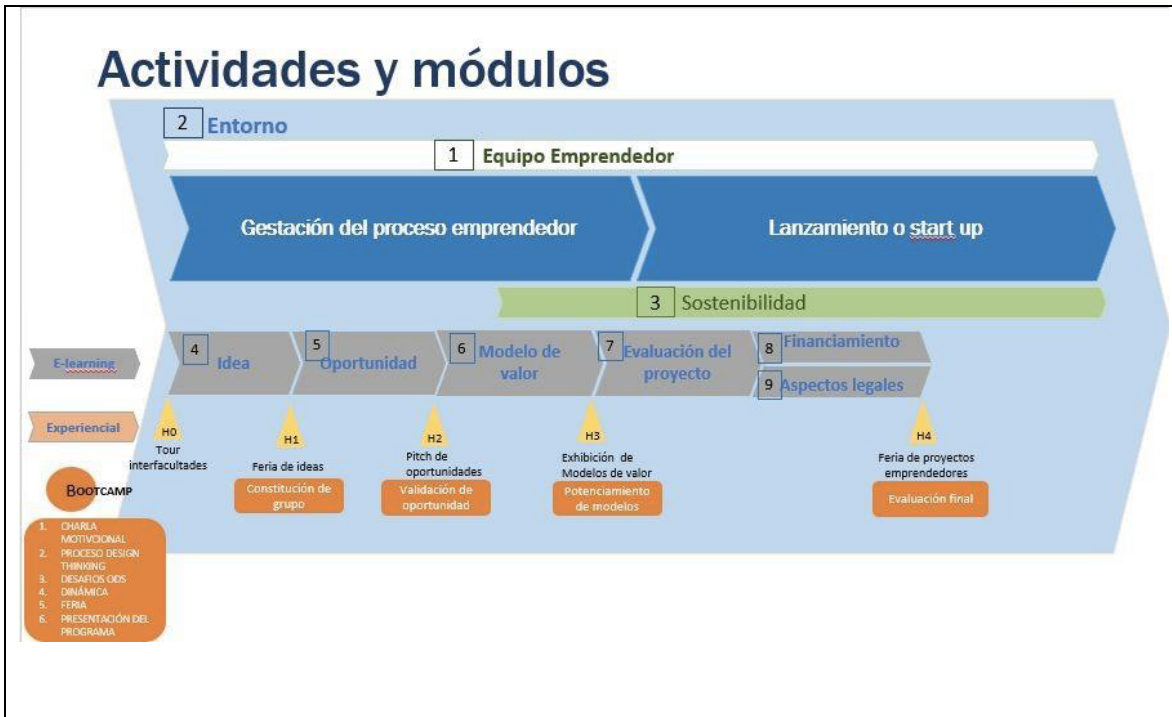 Actividades y módulos
2 Entorno
1 Equipo Emprendedor
Gestación del proceso emprendedor
Lanzamiento o start up
3 Sostenibilidad
E-learning
4 Idea
5 Oportunidad
6 Modelo de
valor
7 Evaluación del
proyecto
8 Financiamiento
9 Aspectos legales
Experiencial
H0
Tour
interfacultades
H1
Feria de ideas
Constitución de
grupo
H2
Pitch de
oportunidades
Validación de
oportunidad
H3
Exhibición de
Modelos de valor
Potenciamiento
de modelos
H4
Feria de proyectos
emprendedores
Evaluación final
BOOTCAMP
1. CHARLA
MOTIVCIONAL
2. PROCESO DESIGN
THINKING
3. DESAFIOS ODS
4. DINÁMICA
5. FERIA
6. PRESENTACIÓN DEL
PROGRAMA